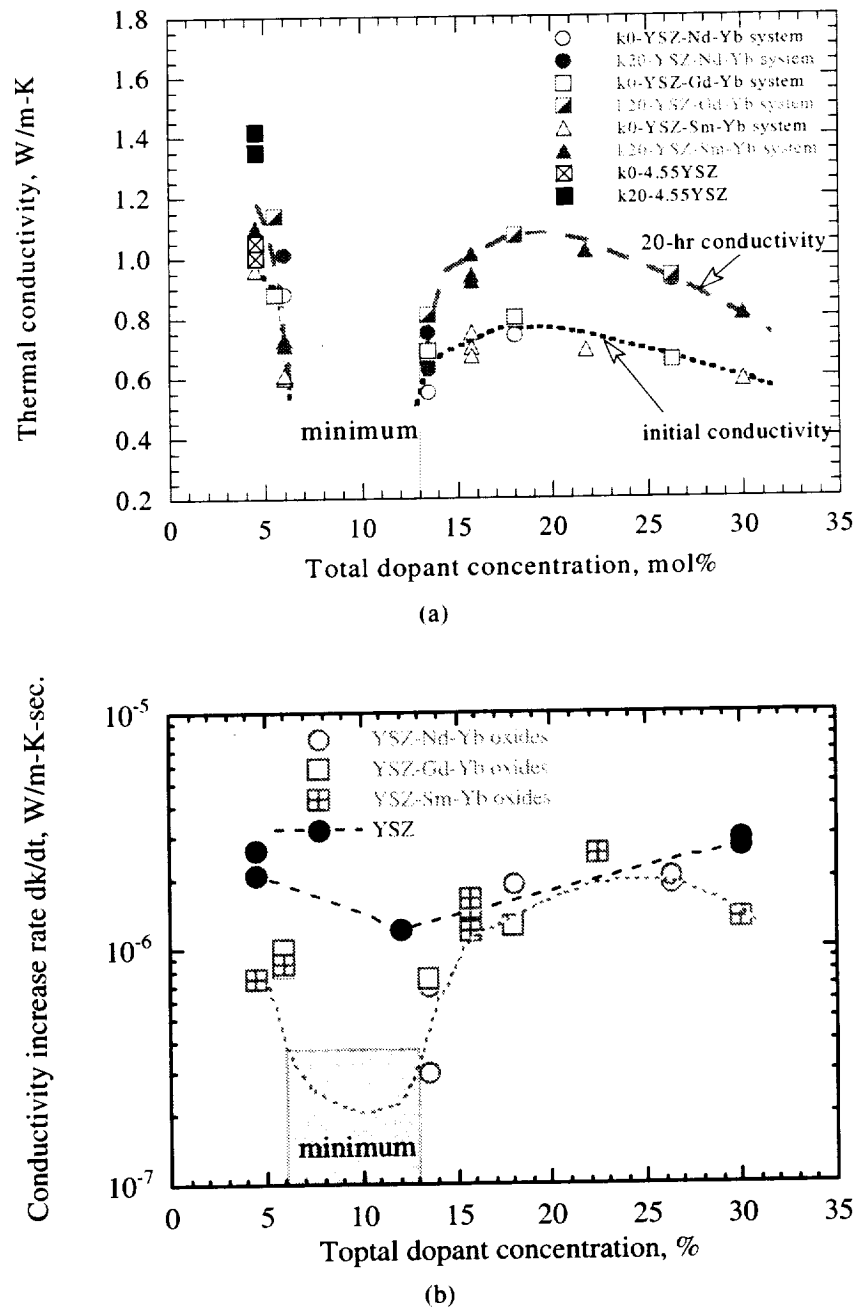 1.8
1.6
1.4
1.2
1.0
0.8
0.6
0.4
0.2
Thermal conductivity, W/m-K
k0-YSZ-Nd-Yb system
k20-YSZ-Nd-Yb system
k0-YSZ-Gd-Yb system
k20-YSZ-Gd-Yb system
k0-YSZ-Sm-Yb system
k20-YSZ-Sm-Yb system
k0-4.55YSZ
k20-4.55YSZ
20-hr conductivity
minimum
initial conductivity
0 5 10 15 20 25 30 35
Total dopant concentration, mol%
(a)
Conductivity increase rate dk/dt, W/m-K-sec.
10-5
10-6
10-7
YSZ-Nd-Yb oxides
YSZ-Gd-Yb oxides
YSZ-Sm-Yb oxides
YSZ
minimum
0 5 10 15 20 25 30 35
Toptal dopant concentration, %
(b)